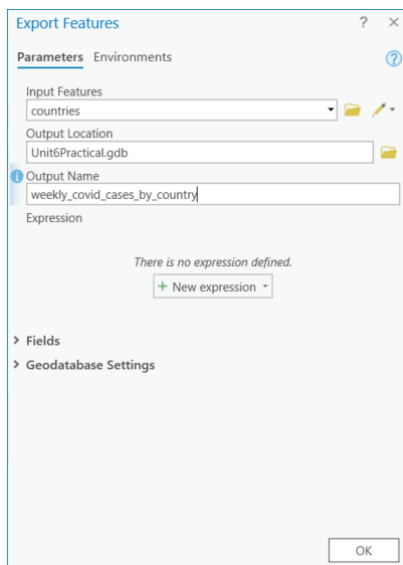 Export Features ? ×
Parameters Environments ?
Input Features
countries
Output Location
Unit6Practical.gdb
i Output Name
weekly_covid_cases_by_country
Expression
There is no expression defined.
+ New expression
> Fields
> Geodatabase Settings
OK